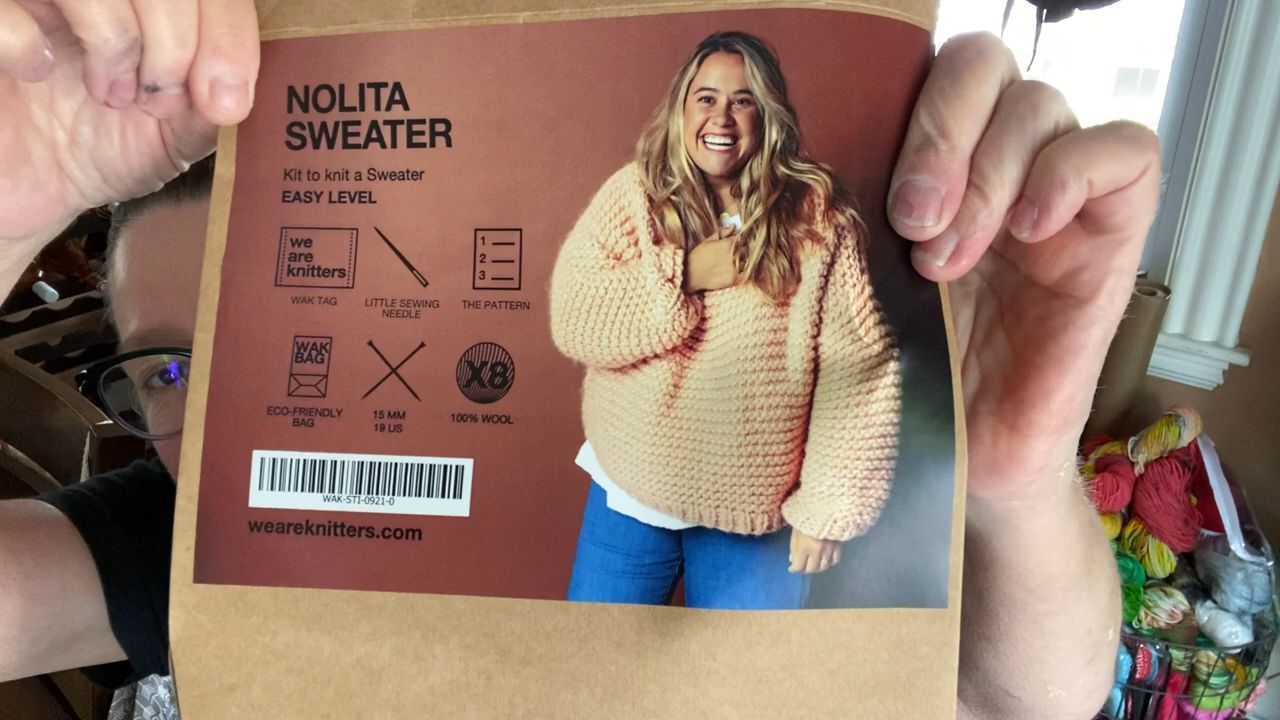 NOLITA
SWEATER
Kit to knit a Sweater
EASY LEVEL
we
are
knitters
WAK TAG
LITTLE SEWING
NEEDLE
1
2
3
THE PATTERN
WAK
BAG
ECO-FRIENDLY
BAG
15 MM
19 US
X8
100% WOOL
WAK-STI-0921-0
weareknitters.com